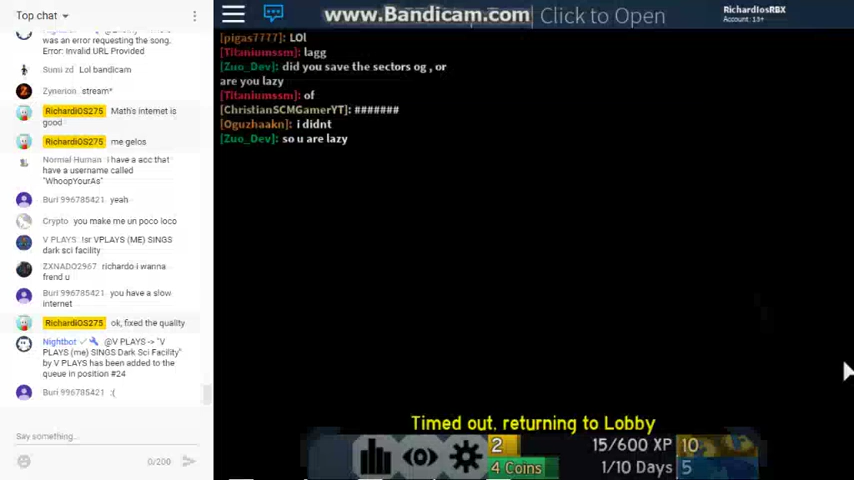 Top chat
was an error requesting the song.
Error: Invalid URL Provided
Sumi zd Lol bandicam
Zynerion stream*
RichardiOS275 Math's internet is
good
RichardiOS275 me gelos
Normal Human i have a acc that
have a username called
"WhoopYourAs"
Buri 996785421 yeah
Crypto you make me un poco loco
V PLAYS !sr VPLAYS (ME) SINGS
dark sci facility
ZXNADO2967 richardo i wanna
frend u
Buri 996785421 you have a slow
internet
RichardiOS275 ok, fixed the quality
Nightbot @V PLAYS -> "V
PLAYS (me) SINGS Dark Sci Facility"
by V PLAYS has been added to the
queue in position #24
Buri 996785421 :(
Say something...
0/200
www.Bandicam.com Click to Open
RichardIosRBX
Account: 13+
[pigas7777]: LOl
[Titaniumssm]: lagg
[Zuo_Dev]: did you save the sectors og , or
are you lazy
[Titaniumssm]: of
[ChristianSCMGamerYT]: #######
[Oguzhaakn]: i didnt
[Zuo_Dev]: so u are lazy
Timed out, returning to Lobby
2 15/600 XP 10
4 Coins 1/10 Days 5